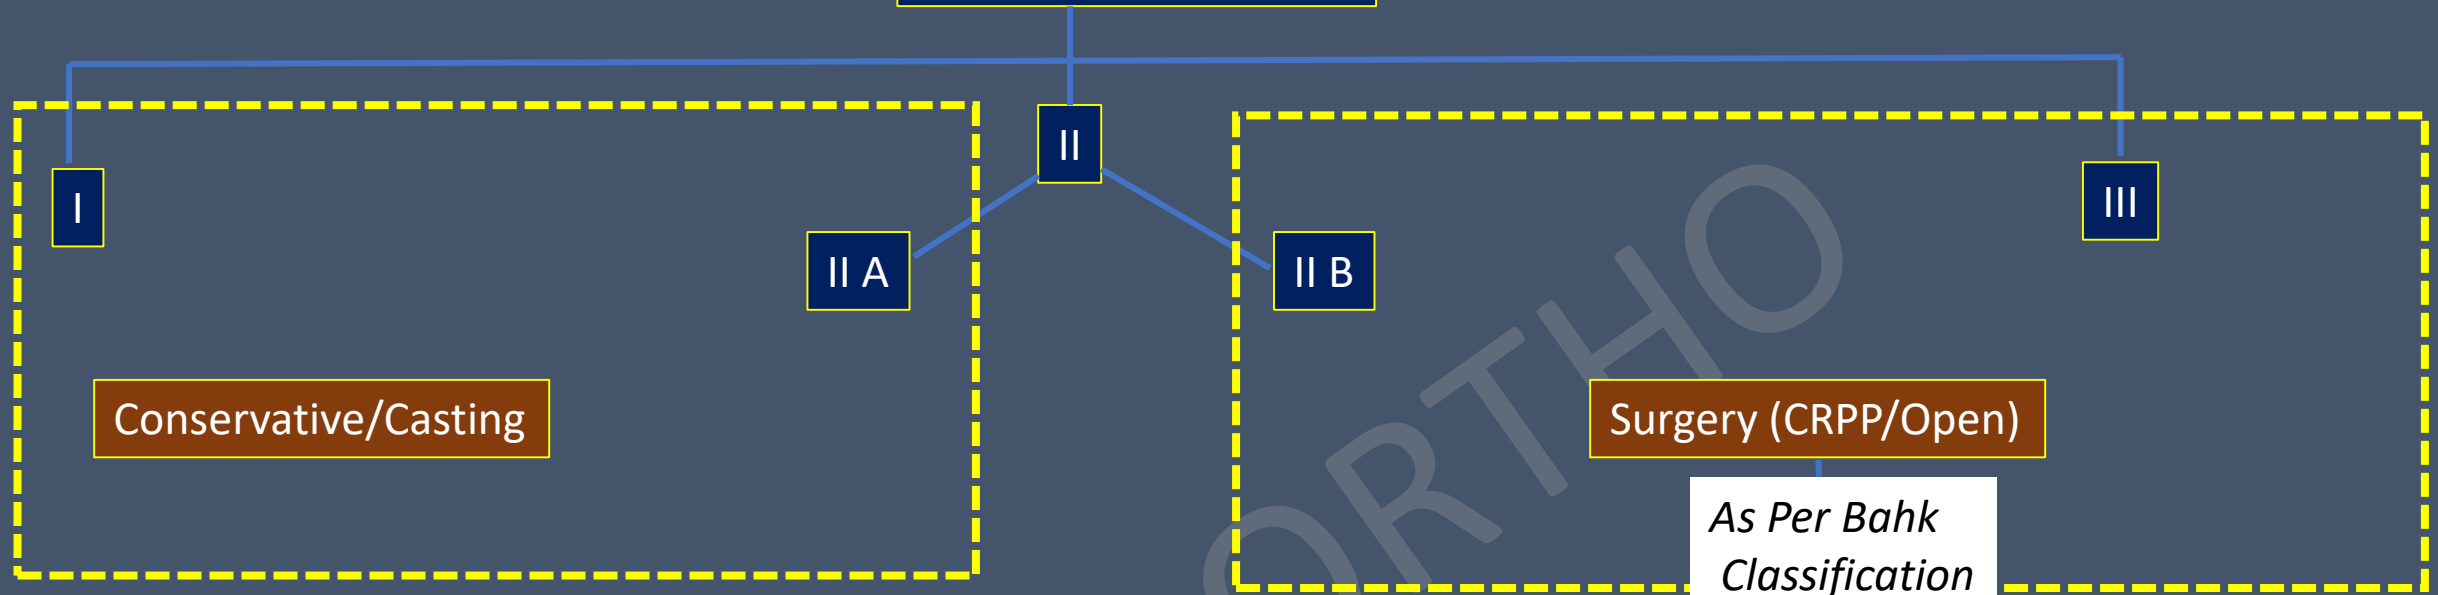 II
I
III
II A
II B
Conservative/Casting
Surgery (CRPP/Open)
As Per Bahk
Classification
ORTHO